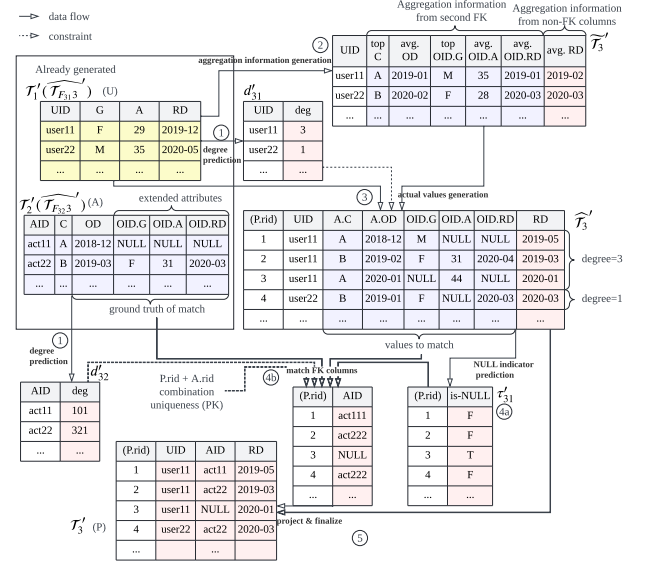 data flow
constraint
Aggregation information
from second FK
Aggregation information
from non-FK columns
2
aggregation information generation
UID top C avg. OD top OID.G avg. OID.A avg. OID.RD avg. RD
user11 A 2019-01 M 35 2019-01 2019-02
user22 B 2020-02 F 28 2020-03 2020-03
... ... ... ... ... ... ...
T̃₃′
Already generated
T₁′(T̂_{F₃₁3}′) (U)
UID G A RD
user11 F 29 2019-12
user22 M 35 2020-05
... ... ... ...
1
degree
prediction
d₃₁′
UID deg
user11 3
user22 1
... ...
3
actual values generation
T₂′(T̂_{F₃₂3}′) (A)
extended attributes
AID C OD OID.G OID.A OID.RD
act11 A 2018-12 NULL NULL NULL
act22 B 2019-03 F 31 2020-03
... ... ... ... ... ...
ground truth of match
(P.rid) UID A.C A.OD OID.G OID.A OID.RD RD
1 user11 A 2018-12 M NULL NULL 2019-05
2 user11 B 2019-02 F 31 2020-04 2019-03
3 user11 A 2020-01 NULL 44 NULL 2020-01
4 user22 B 2019-01 F NULL 2020-03 2020-03
... ... ... ... ... ... ... ...
T̂₃′
degree=3
degree=1
values to match
1
degree
prediction
d₃₂′
AID deg
act11 101
act22 321
... ...
P.rid + A.rid
combination
uniqueness (PK)
4b
match FK columns
(P.rid) AID
1 act111
2 act222
3 NULL
4 act222
... ...
NULL indicator
prediction
(P.rid) is-NULL
1 F
2 F
3 T
4 F
... ...
τ₃₁′
4a
T₃′ (P)
(P.rid) UID AID RD
1 user11 act11 2019-05
2 user11 act22 2019-03
3 user11 NULL 2020-01
4 user22 act22 2020-03
... ... ...
project & finalize
5